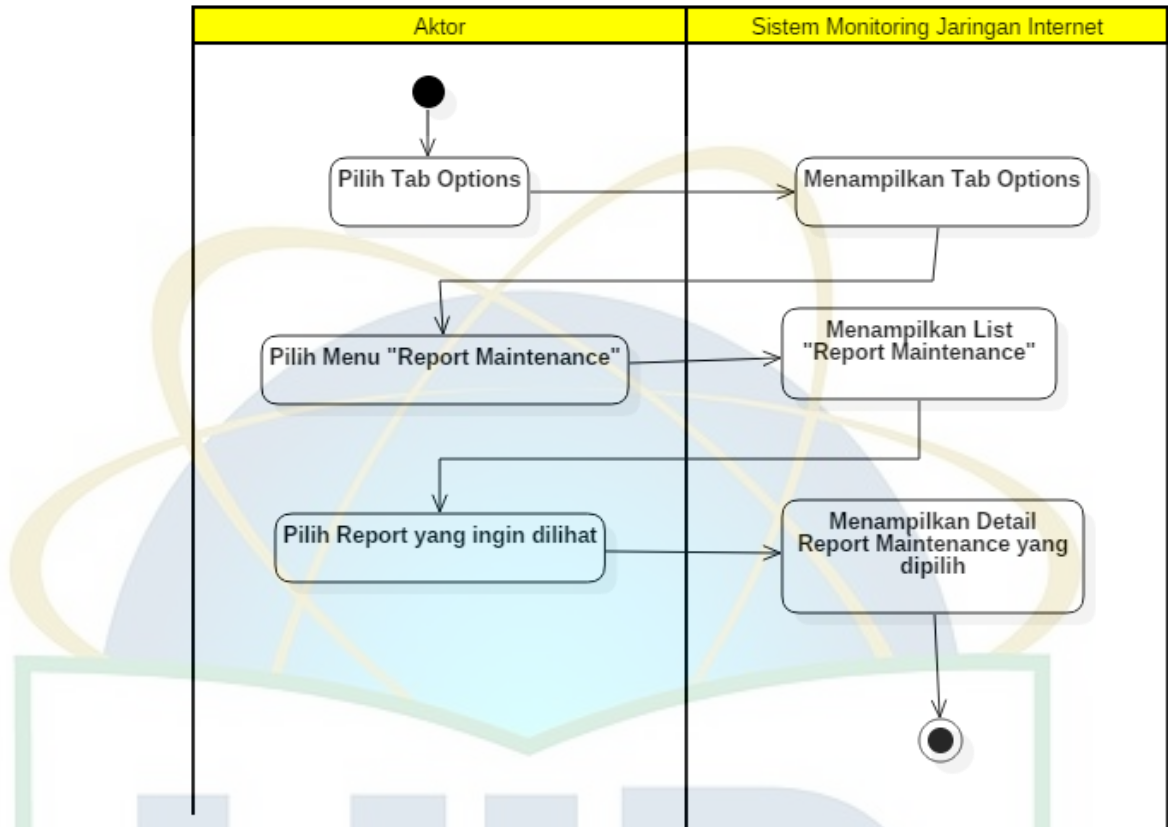 Aktor
Sistem Monitoring Jaringan Internet
Pilih Tab Options
Menampilkan Tab Options
Pilih Menu "Report Maintenance"
Menampilkan List
"Report Maintenance"
Pilih Report yang ingin dilihat
Menampilkan Detail
Report Maintenance yang
dipilih